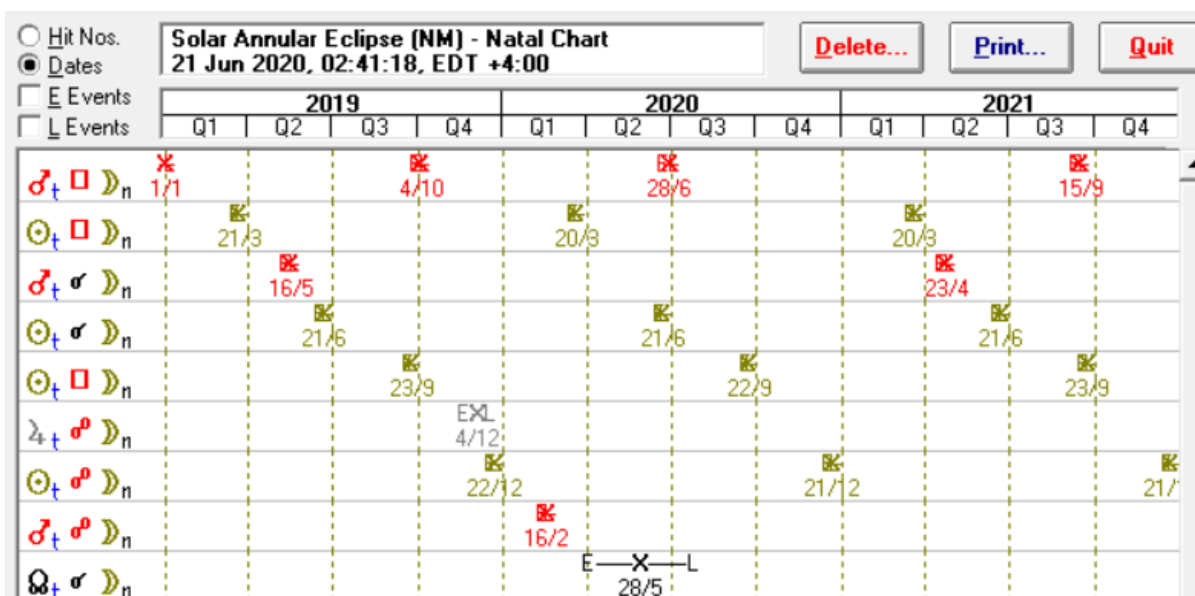 Hit Nos.
Dates
E Events
L Events
Solar Annular Eclipse (NM) - Natal Chart
21 Jun 2020, 02:41:18, EDT +4:00
Delete...
Print...
Quit
2019 2020 2021
Q1 Q2 Q3 Q4 Q1 Q2 Q3 Q4 Q1 Q2 Q3 Q4
♂t □ ☽n 1/1 4/10 28/6 15/9
☉t □ ☽n 21/3 20/3 20/3
♂t ☌ ☽n 16/5 23/4
☉t ☌ ☽n 21/6 21/6 21/6
☉t □ ☽n 23/9 22/9 23/9
♃t ☍ ☽n EXL 4/12
☉t ☍ ☽n 22/12 21/12 21/
♂t ☍ ☽n 16/2
☊t ☌ ☽n E X L 28/5